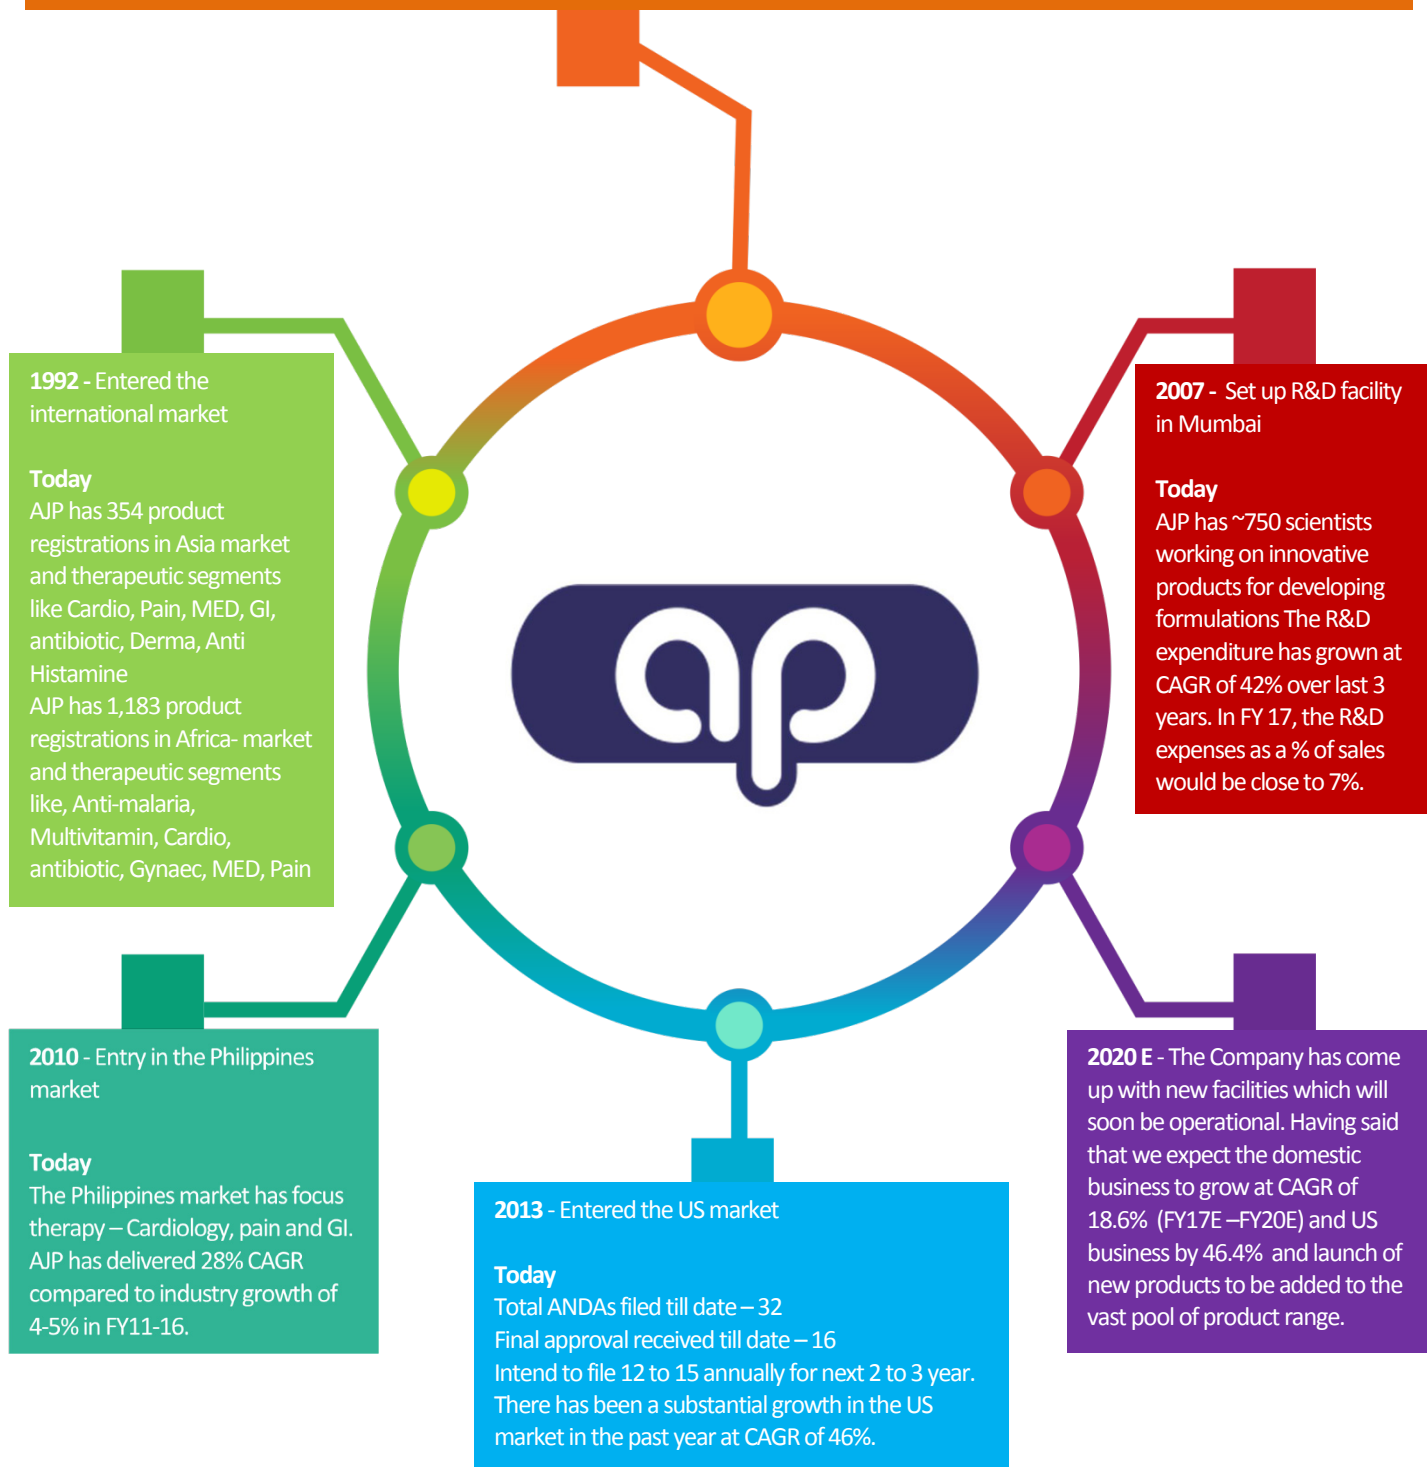 1992 - Entered the
international market
Today
AJP has 354 product
registrations in Asia market
and therapeutic segments
like Cardio, Pain, MED, GI,
antibiotic, Derma, Anti
Histamine
AJP has 1,183 product
registrations in Africa- market
and therapeutic segments
like, Anti-malaria,
Multivitamin, Cardio,
antibiotic, Gynaec, MED, Pain
2007 - Set up R&D facility
in Mumbai
Today
AJP has ~750 scientists
working on innovative
products for developing
formulations The R&D
expenditure has grown at
CAGR of 42% over last 3
years. In FY 17, the R&D
expenses as a % of sales
would be close to 7%.
ap
2010 - Entry in the Philippines
market
Today
The Philippines market has focus
therapy – Cardiology, pain and GI.
AJP has delivered 28% CAGR
compared to industry growth of
4-5% in FY11-16.
2013 - Entered the US market
Today
Total ANDAs filed till date – 32
Final approval received till date – 16
Intend to file 12 to 15 annually for next 2 to 3 year.
There has been a substantial growth in the US
market in the past year at CAGR of 46%.
2020 E - The Company has come
up with new facilities which will
soon be operational. Having said
that we expect the domestic
business to grow at CAGR of
18.6% (FY17E –FY20E) and US
business by 46.4% and launch of
new products to be added to the
vast pool of product range.